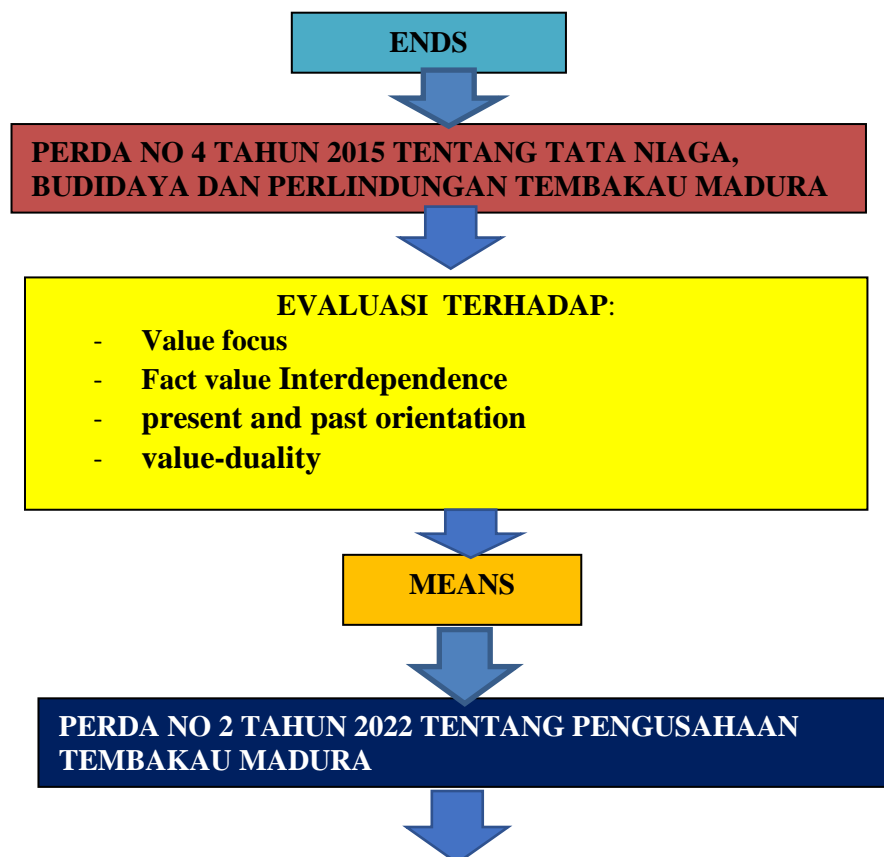 ENDS
PERDA NO 4 TAHUN 2015 TENTANG TATA NIAGA,
BUDIDAYA DAN PERLINDUNGAN TEMBAKAU MADURA
EVALUASI TERHADAP:
- Value focus
- Fact value Interdependence
- present and past orientation
- value-duality
MEANS
PERDA NO 2 TAHUN 2022 TENTANG PENGUSAHAAN
TEMBAKAU MADURA